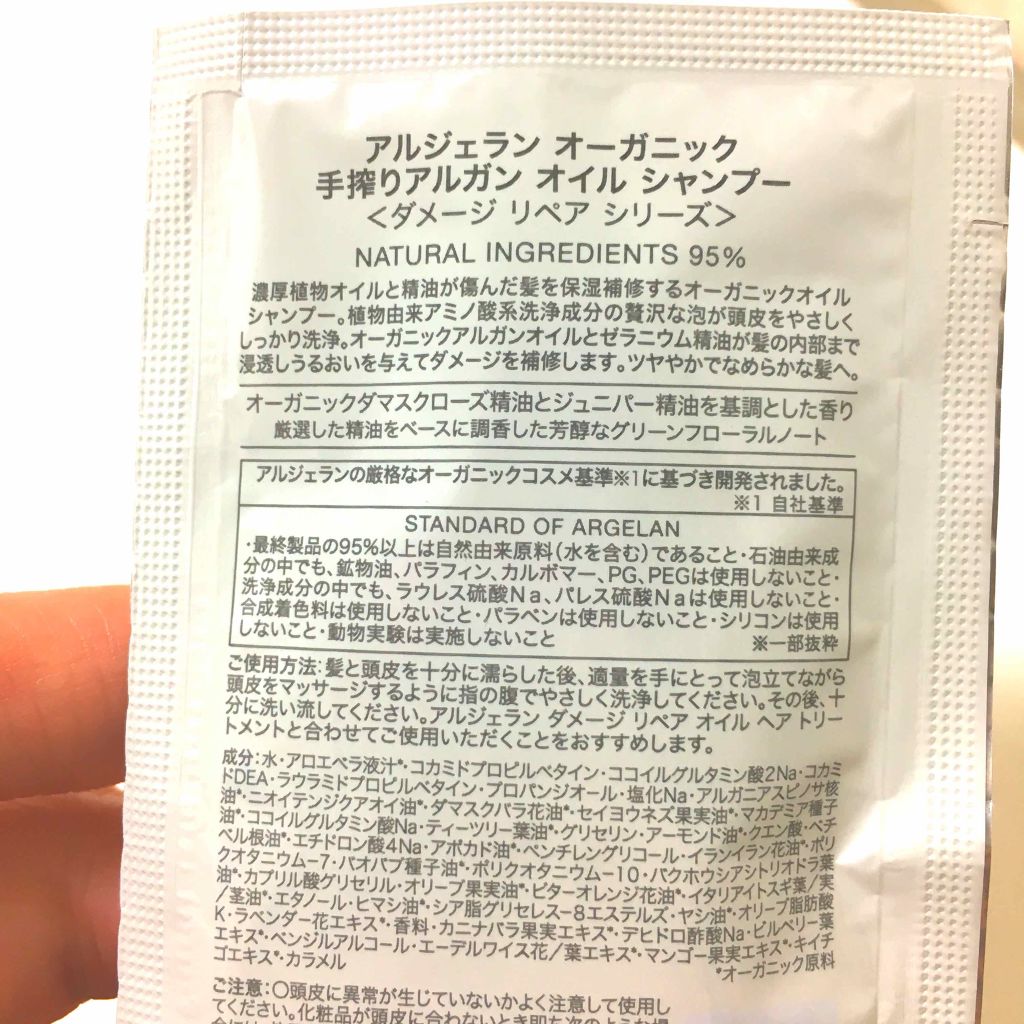 アルジェラン オーガニック
手搾りアルガン オイル シャンプー
＜ダメージ リペア シリーズ＞
NATURAL INGREDIENTS 95%
濃厚植物オイルと精油が傷んだ髪を保湿補修するオーガニックオイル
シャンプー。植物由来アミノ酸系洗浄成分の贅沢な泡が頭皮をやさしく
しっかり洗浄。オーガニックアルガンオイルとゼラニウム精油が髪の内部まで
浸透しうるおいを与えてダメージを補修します。ツヤやかでなめらかな髪へ。
オーガニックダマスクローズ精油とジュニパー精油を基調とした香り
厳選した精油をベースに調香した芳醇なグリーンフローラルノート
アルジェランの厳格なオーガニックコスメ基準※1に基づき開発されました。
※1 自社基準
STANDARD OF ARGELAN
・最終製品の95%以上は自然由来原料(水を含む)であること・石油由来成
分の中でも、鉱物油、パラフィン、カルボマー、PG、PEGは使用しないこと・
洗浄成分の中でも、ラウレス硫酸Ｎａ、パレス硫酸Ｎａは使用しないこと・
合成着色料は使用しないこと・パラベンは使用しないこと・シリコンは使用
しないこと・動物実験は実施しないこと ※一部抜粋
ご使用方法：髪と頭皮を十分に濡らした後、適量を手にとって泡立てながら
頭皮をマッサージするように指の腹でやさしく洗浄してください。その後、十
分に洗い流してください。アルジェラン ダメージ リペア オイル ヘア トリー
トメントと合わせてご使用いただくことをおすすめします。
成分：水・アロエベラ液汁*・コカミドプロピルベタイン・ココイルグルタミン酸2Na・コカミ
ドDEA・ラウラミドプロピルベタイン・プロパンジオール・塩化Na・アルガニアスピノサ核
油*・ニオイテンジクアオイ油*・ダマスクバラ花油*・セイヨウネズ果実油*・マカデミア種子
油*・ココイルグルタミン酸Na・ティーツリー葉油*・グリセリン・アーモンド油*・クエン酸・ベチ
ベル根油*・エチドロン酸4Na・アボカド油*・ペンチレングリコール・イランイラン花油*・ポリ
クオタニウム-7・バオバブ種子油*・ポリクオタニウム-10・バクホウシアシトリオドラ葉
油*・カプリル酸グリセリル・オリーブ果実油*・ビターオレンジ花油*・イタリアイトスギ葉/実
/茎油*・エタノール・ヒマシ油*・シア脂グリセレス-8エステルズ・ヤシ油*・オリーブ脂肪酸
K・ラベンダー花エキス*・香料・カニナバラ果実エキス*・デヒドロ酢酸Na・ビルベリー葉
エキス*・ベンジルアルコール・エーデルワイス花/葉エキス*・マンゴー果実エキス*・キイチ
ゴエキス*・カラメル
*オーガニック原料
ご注意：〇頭皮に異常が生じていないかよく注意して使用し
てください。化粧品が頭皮に合わないとき即ち次のような場